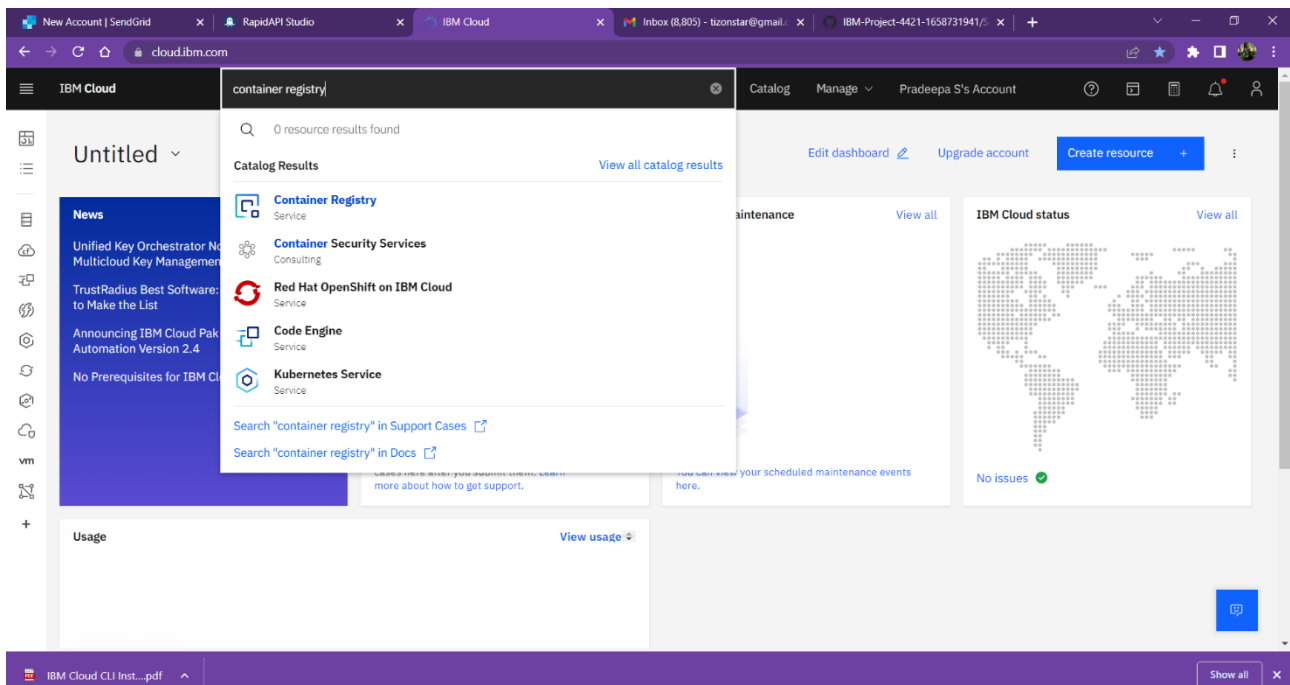 New Account | SendGrid
RapidAPI Studio
IBM Cloud
Inbox (8,805) - tizonstar@gmail.c
IBM-Project-4421-1658731941/S
cloud.ibm.com
IBM Cloud
container registry
Catalog
Manage
Pradeepa S's Account
0 resource results found
Untitled
Edit dashboard
Upgrade account
Create resource +
Catalog Results
View all catalog results
Container Registry
Service
Container Security Services
Consulting
Red Hat OpenShift on IBM Cloud
Service
Code Engine
Service
Kubernetes Service
Service
Search "container registry" in Support Cases
Search "container registry" in Docs
News
Unified Key Orchestrator No
Multicloud Key Managemen
TrustRadius Best Software:
to Make the List
Announcing IBM Cloud Pak
Automation Version 2.4
No Prerequisites for IBM Cl
aintenance
View all
IBM Cloud status
View all
cases here after you submit them. Learn
more about how to get support.
You can view your scheduled maintenance events
here.
No issues
vm
Usage
View usage
IBM Cloud CLI Inst....pdf
Show all